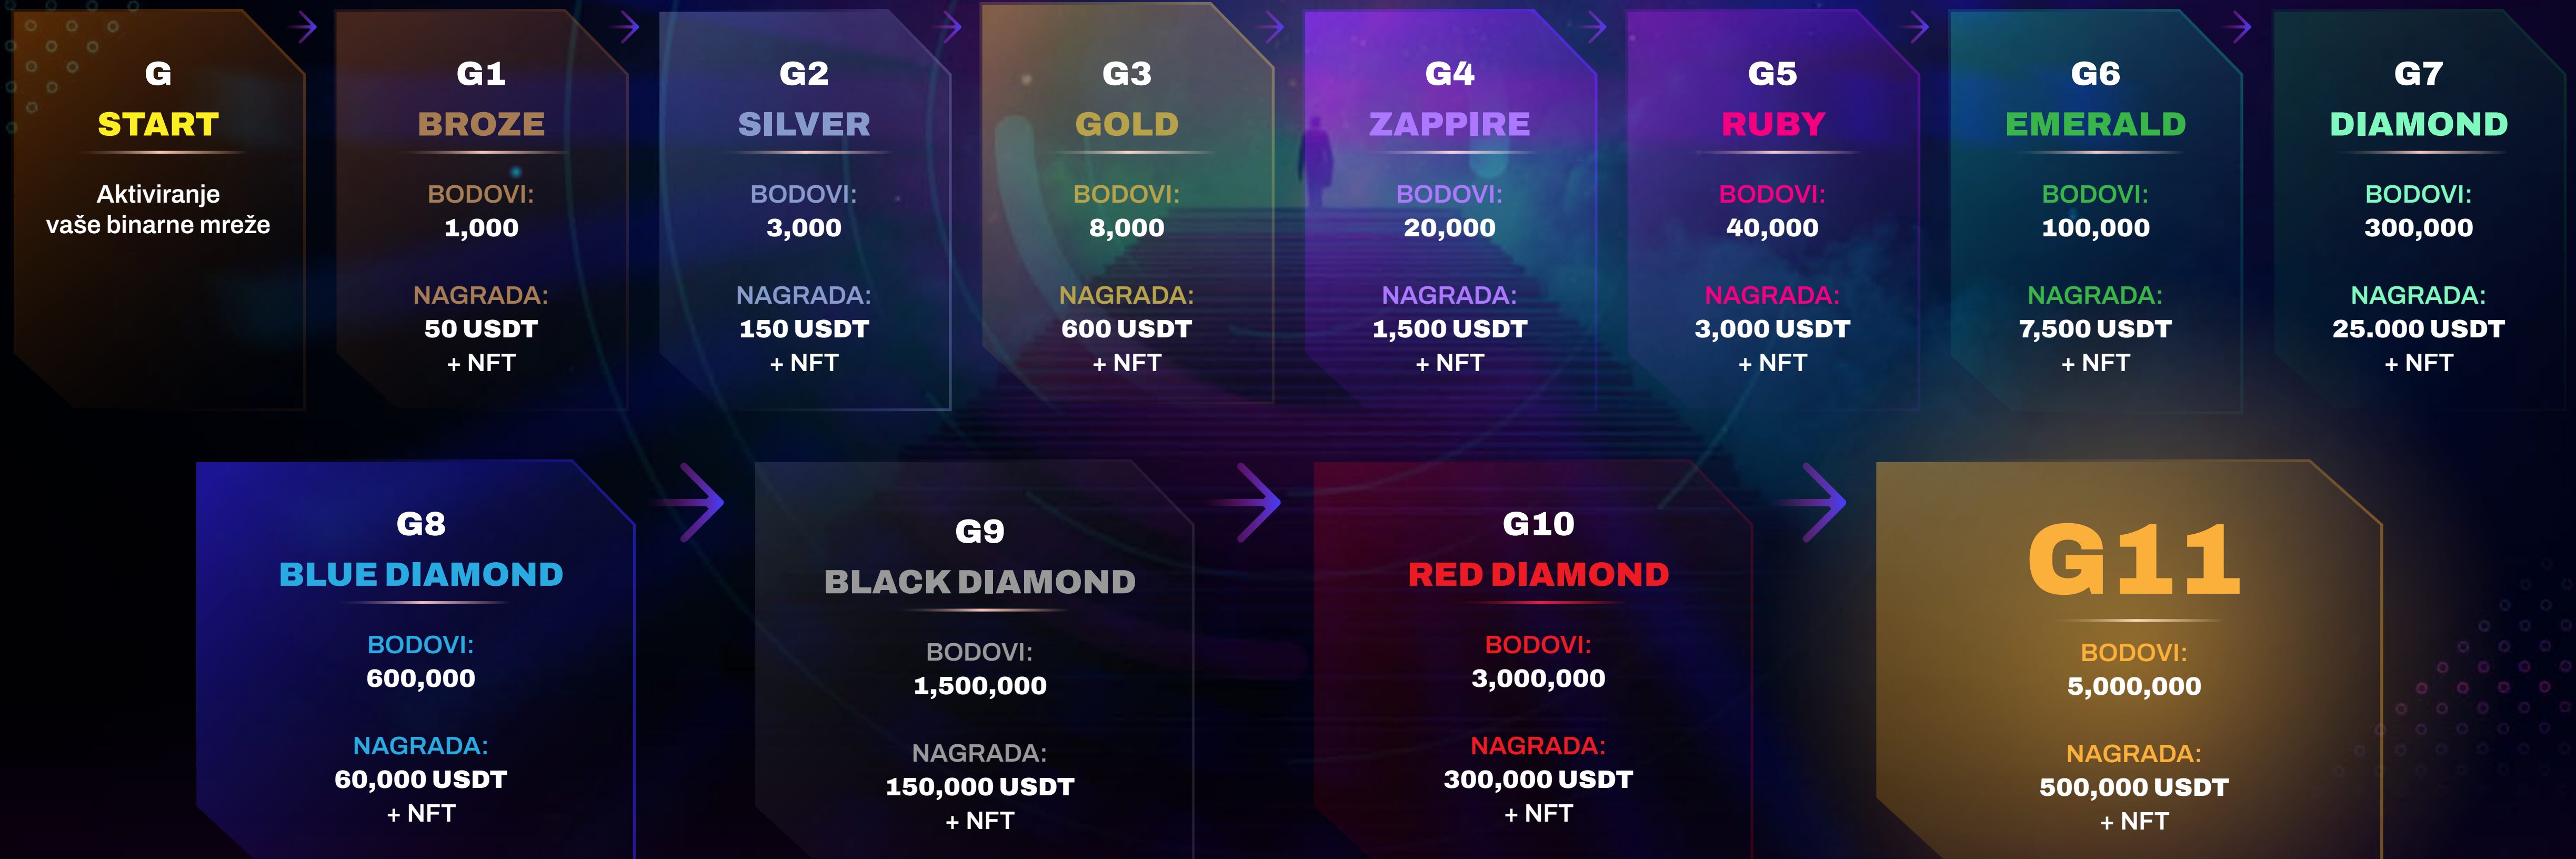 G
START
Aktiviranje
vaše binarne mreže
G1
BROZE
BODOVI:
1,000
NAGRADA:
50 USDT
+ NFT
G2
SILVER
BODOVI:
3,000
NAGRADA:
150 USDT
+ NFT
G3
GOLD
BODOVI:
8,000
NAGRADA:
600 USDT
+ NFT
G4
ZAPPIRE
BODOVI:
20,000
NAGRADA:
1,500 USDT
+ NFT
G5
RUBY
BODOVI:
40,000
NAGRADA:
3,000 USDT
+ NFT
G6
EMERALD
BODOVI:
100,000
NAGRADA:
7,500 USDT
+ NFT
G7
DIAMOND
BODOVI:
300,000
NAGRADA:
25.000 USDT
+ NFT
G8
BLUE DIAMOND
BODOVI:
600,000
NAGRADA:
60,000 USDT
+ NFT
G9
BLACK DIAMOND
BODOVI:
1,500,000
NAGRADA:
150,000 USDT
+ NFT
G10
RED DIAMOND
BODOVI:
3,000,000
NAGRADA:
300,000 USDT
+ NFT
G11
BODOVI:
5,000,000
NAGRADA:
500,000 USDT
+ NFT